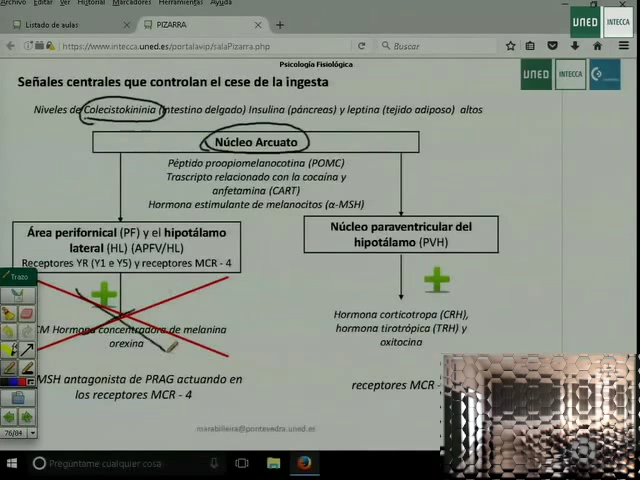 Archivo Editar Ver Historial Marcadores Herramientas Ayuda
Listado de aulas
PIZARRA
https://www.intecca.uned.es/portalavip/salaPizarra.php
Buscar
UNED
INTECCA
Psicología Fisiológica
Señales centrales que controlan el cese de la ingesta
UNED
INTECCA
Niveles de Colecistokininia (Intestino delgado) Insulina (páncreas) y leptina (tejido adiposo) altos
Núcleo Arcuato
Péptido proopiomelanocotina (POMC)
Trascripto relacionado con la cocaína y
anfetamina (CART)
Hormona estimulante de melanocitos (α-MSH)
Área perifornical (PF) y el hipotálamo
lateral (HL) (APFV/HL)
Receptores YR (Y1 e Y5) y receptores MCR - 4
Núcleo paraventricular del
hipotálamo (PVH)
Trazo
CM Hormona concentradora de melanina
orexina
Hormona corticotropa (CRH),
hormona tirotrópica (TRH) y
oxitocina
MSH antagonista de PRAG actuando en
los receptores MCR - 4
receptores MCR -
marabilleira@pontevedra.uned.es
76/84
Pregúntame cualquier cosa